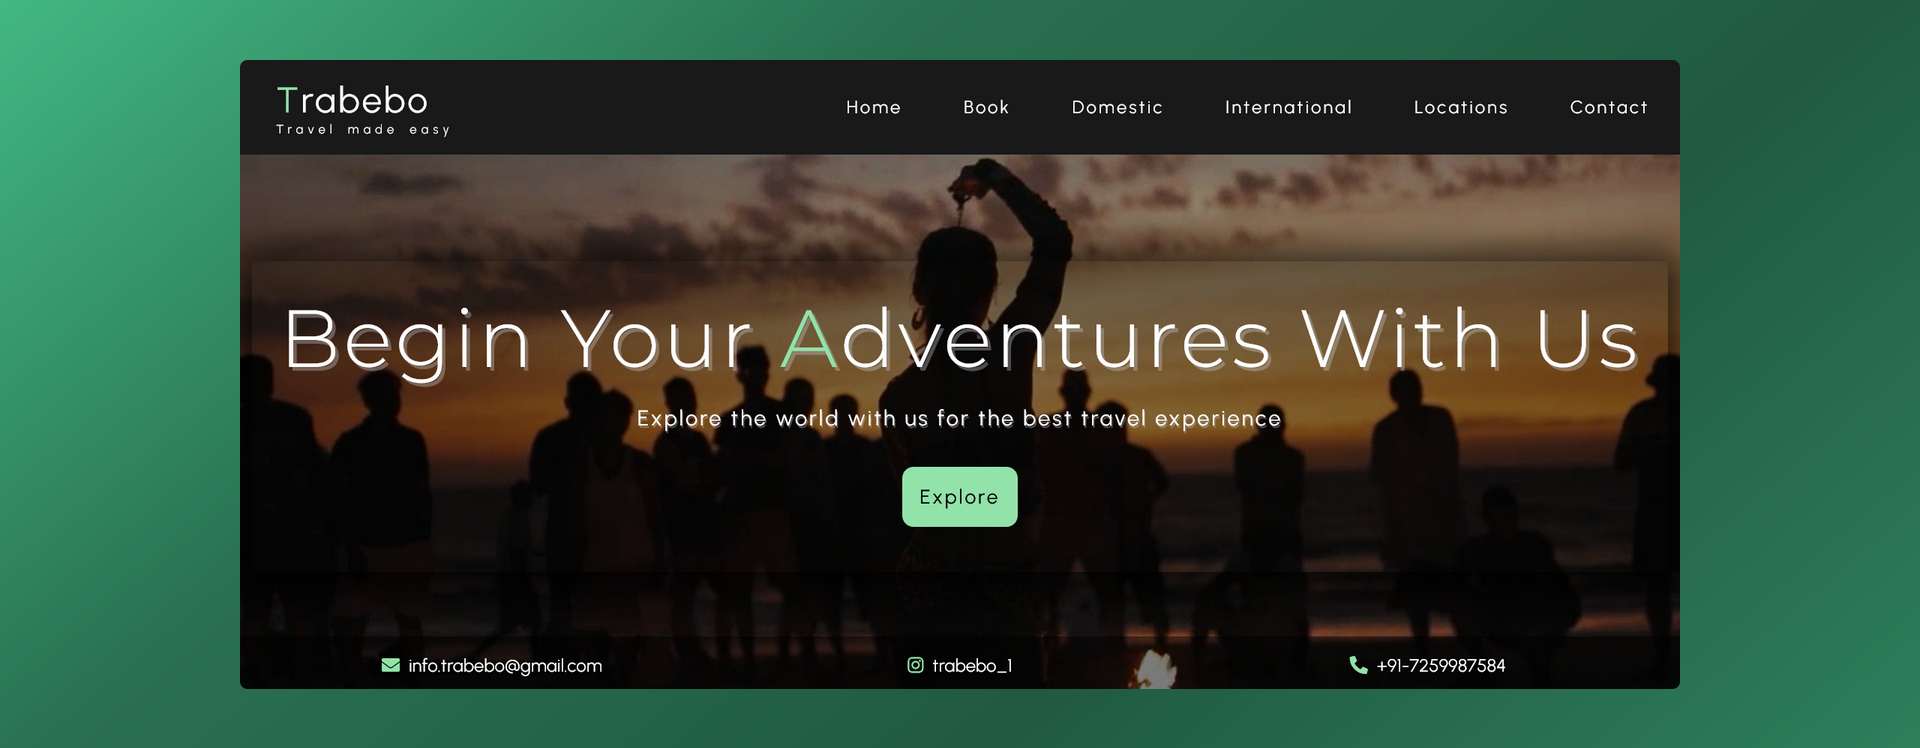 Trabebo
Travel made easy
Home Book Domestic International Locations Contact
Begin Your Adventures With Us
Explore the world with us for the best travel experience
Explore
info.trabebo@gmail.com trabebo_1 +91-7259987584